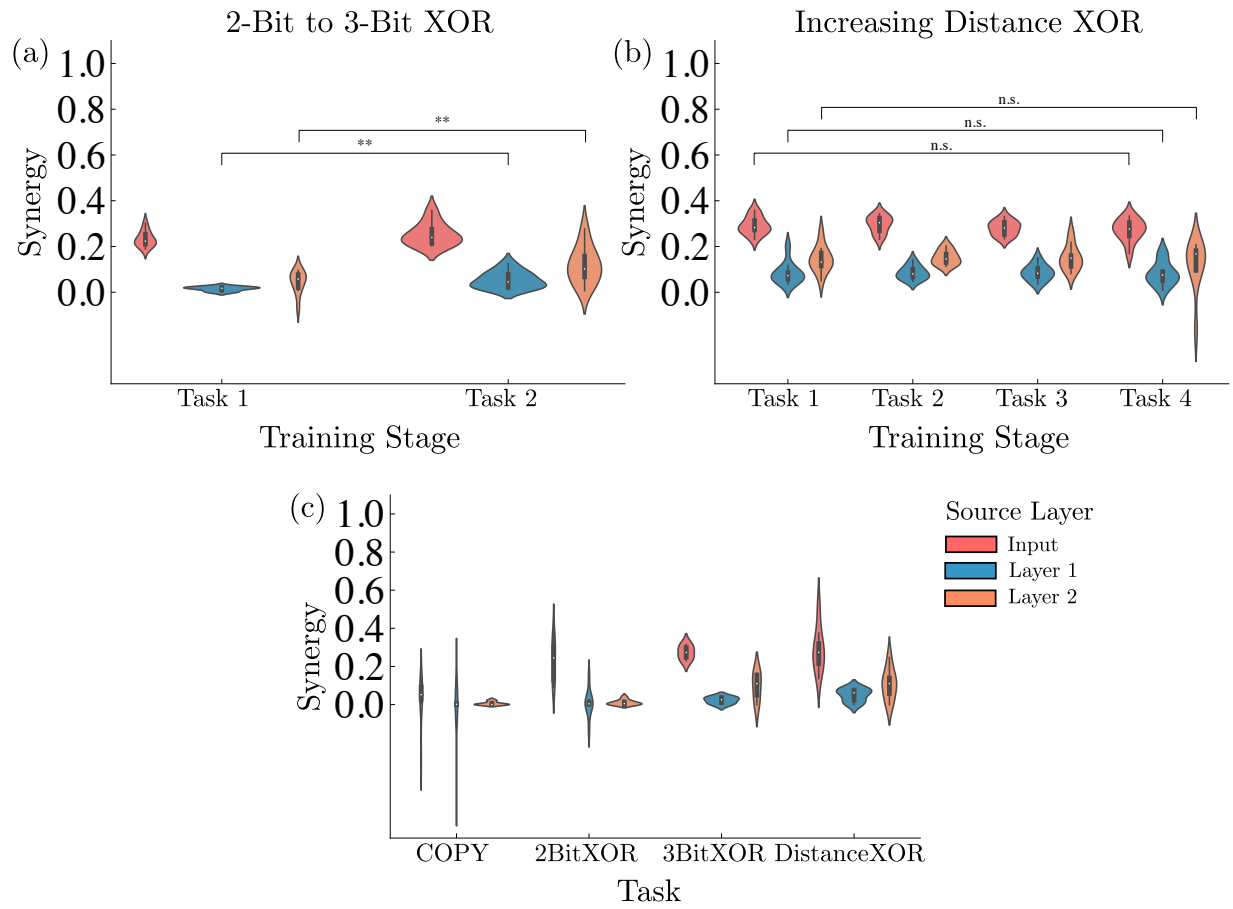 2-Bit to 3-Bit XOR
(a)
1.0
0.8
0.6
0.4
0.2
0.0
Synergy
**
**
Task 1
Task 2
Training Stage
Increasing Distance XOR
(b)
1.0
0.8
0.6
0.4
0.2
0.0
Synergy
n.s.
n.s.
n.s.
Task 1
Task 2
Task 3
Task 4
Training Stage
(c)
1.0
0.8
0.6
0.4
0.2
0.0
Synergy
COPY
2BitXOR
3BitXOR
DistanceXOR
Task
Source Layer
Input
Layer 1
Layer 2